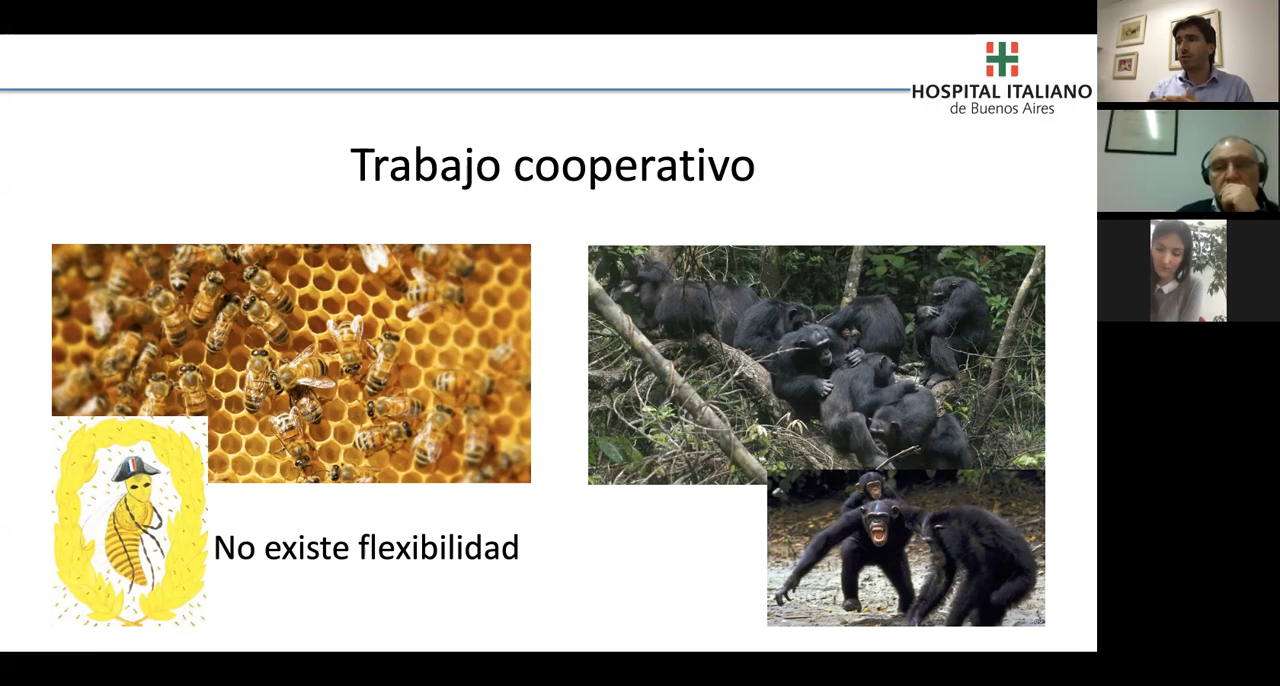 HOSPITAL ITALIANO
de Buenos Aires
Trabajo cooperativo
No existe flexibilidad